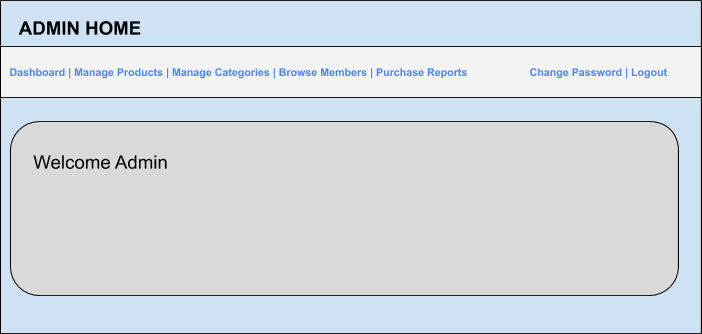 ADMIN HOME
Dashboard | Manage Products | Manage Categories | Browse Members | Purchase Reports Change Password | Logout
Welcome Admin